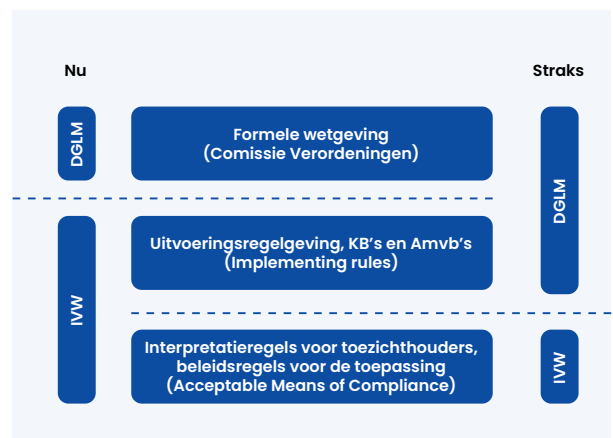 Nu
Straks
DGLM
Formele wetgeving
(Comissie Verordeningen)
DGLM
IVW
Uitvoeringsregelgeving, KB’s en Amvb’s
(Implementing rules)
Interpretatieregels voor toezichthouders,
beleidsregels voor de toepassing
(Acceptable Means of Compliance)
IVW